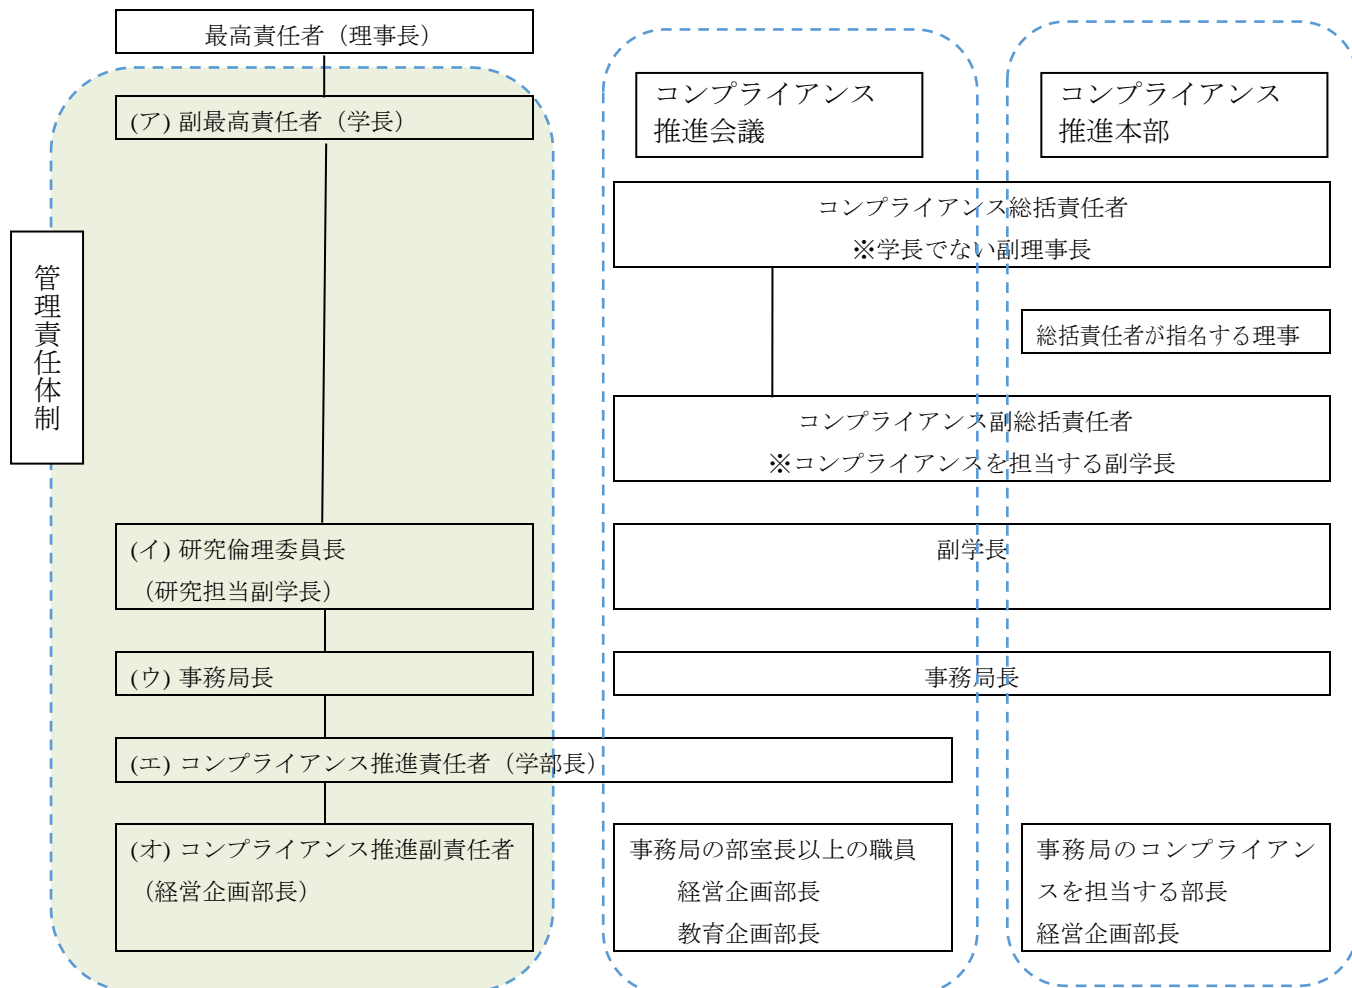 最高責任者（理事長）
(ア) 副最高責任者（学長）
管理責任体制
(イ) 研究倫理委員長
（研究担当副学長）
(ウ) 事務局長
(エ) コンプライアンス推進責任者（学部長）
(オ) コンプライアンス推進副責任者
（経営企画部長）
コンプライアンス
推進会議
コンプライアンス
推進本部
コンプライアンス総括責任者
※学長でない副理事長
総括責任者が指名する理事
コンプライアンス副総括責任者
※コンプライアンスを担当する副学長
副学長
事務局長
事務局の部室長以上の職員
経営企画部長
教育企画部長
事務局のコンプライアン
スを担当する部長
経営企画部長